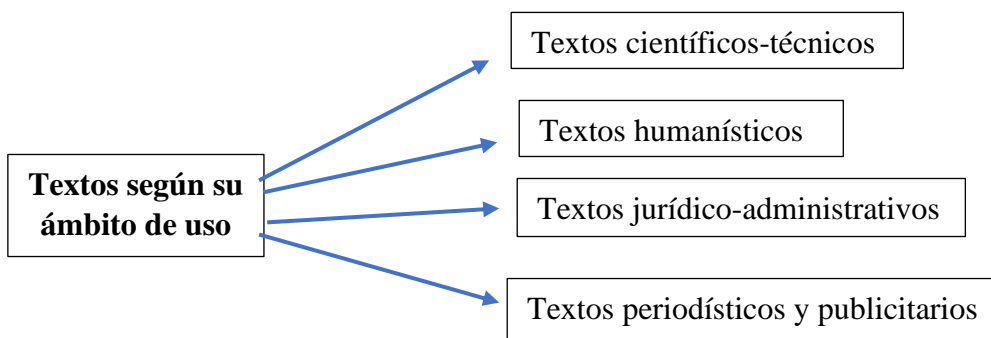 Textos según su
ámbito de uso
Textos científicos-técnicos
Textos humanísticos
Textos jurídico-administrativos
Textos periodísticos y publicitarios